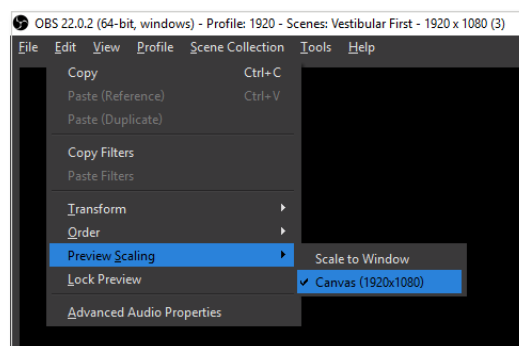 OBS 22.0.2 (64-bit, windows) - Profile: 1920 - Scenes: Vestibular First - 1920 x 1080 (3)
File Edit View Profile Scene Collection Tools Help
Copy Ctrl+C
Paste (Reference) Ctrl+V
Paste (Duplicate)
Copy Filters
Paste Filters
Transform
Order
Preview Scaling
Scale to Window
Lock Preview
Canvas (1920x1080)
Advanced Audio Properties